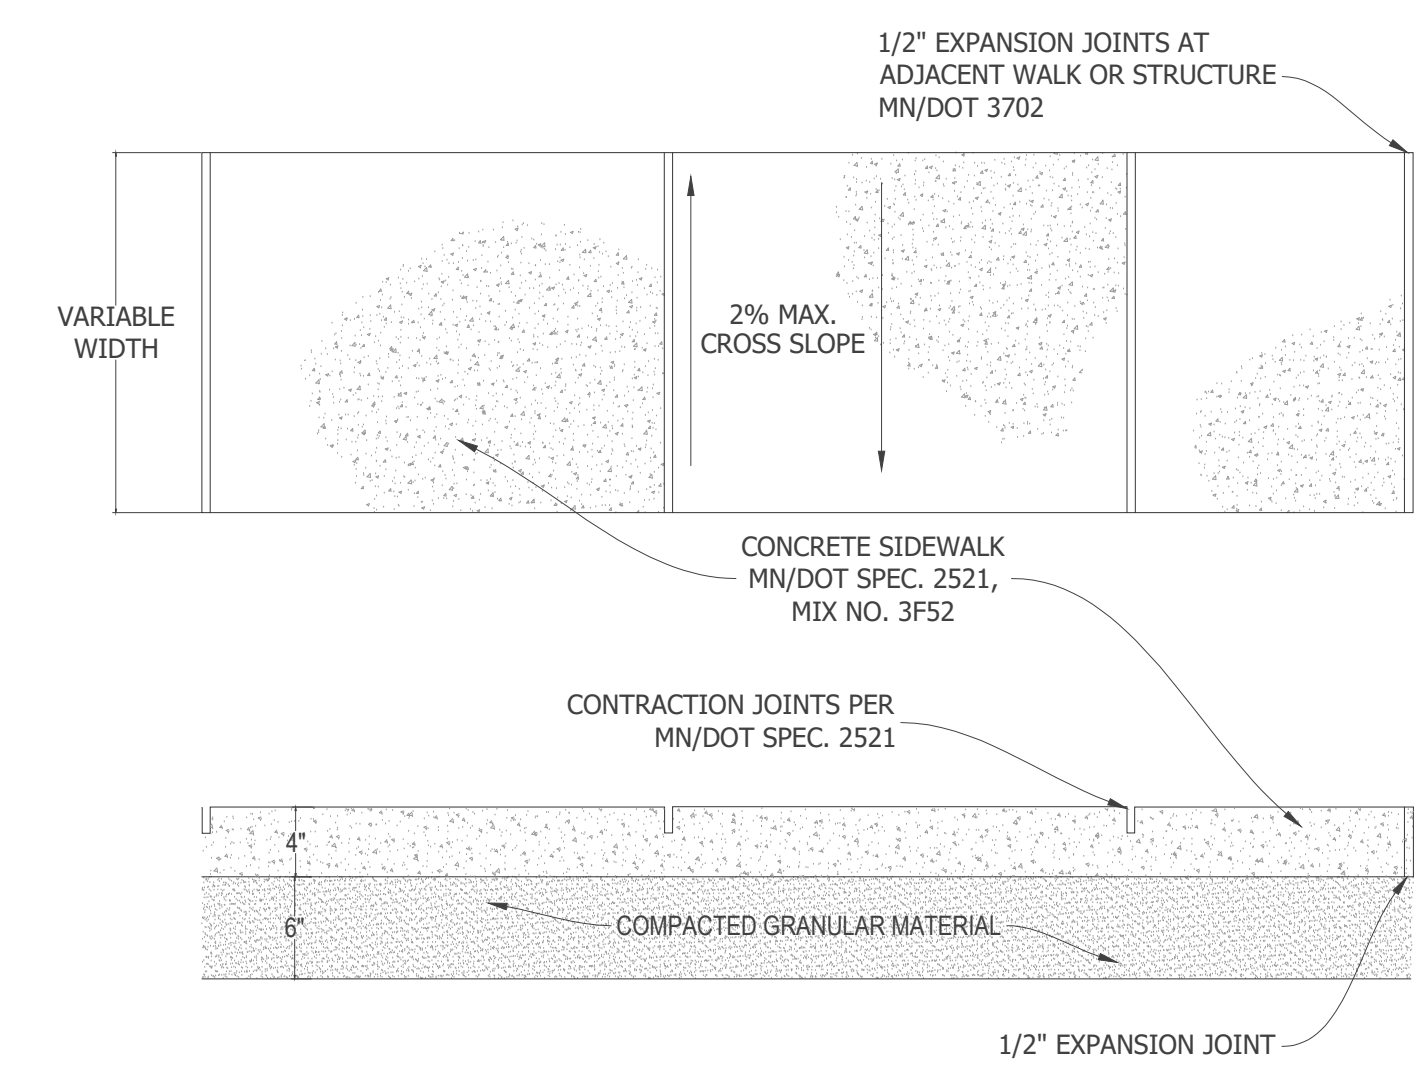 1/2" EXPANSION JOINTS AT
ADJACENT WALK OR STRUCTURE
MN/DOT 3702
VARIABLE
WIDTH
2% MAX.
CROSS SLOPE
CONCRETE SIDEWALK
MN/DOT SPEC. 2521,
MIX NO. 3F52
CONTRACTION JOINTS PER
MN/DOT SPEC. 2521
4"
6"
COMPACTED GRANULAR MATERIAL
1/2" EXPANSION JOINT